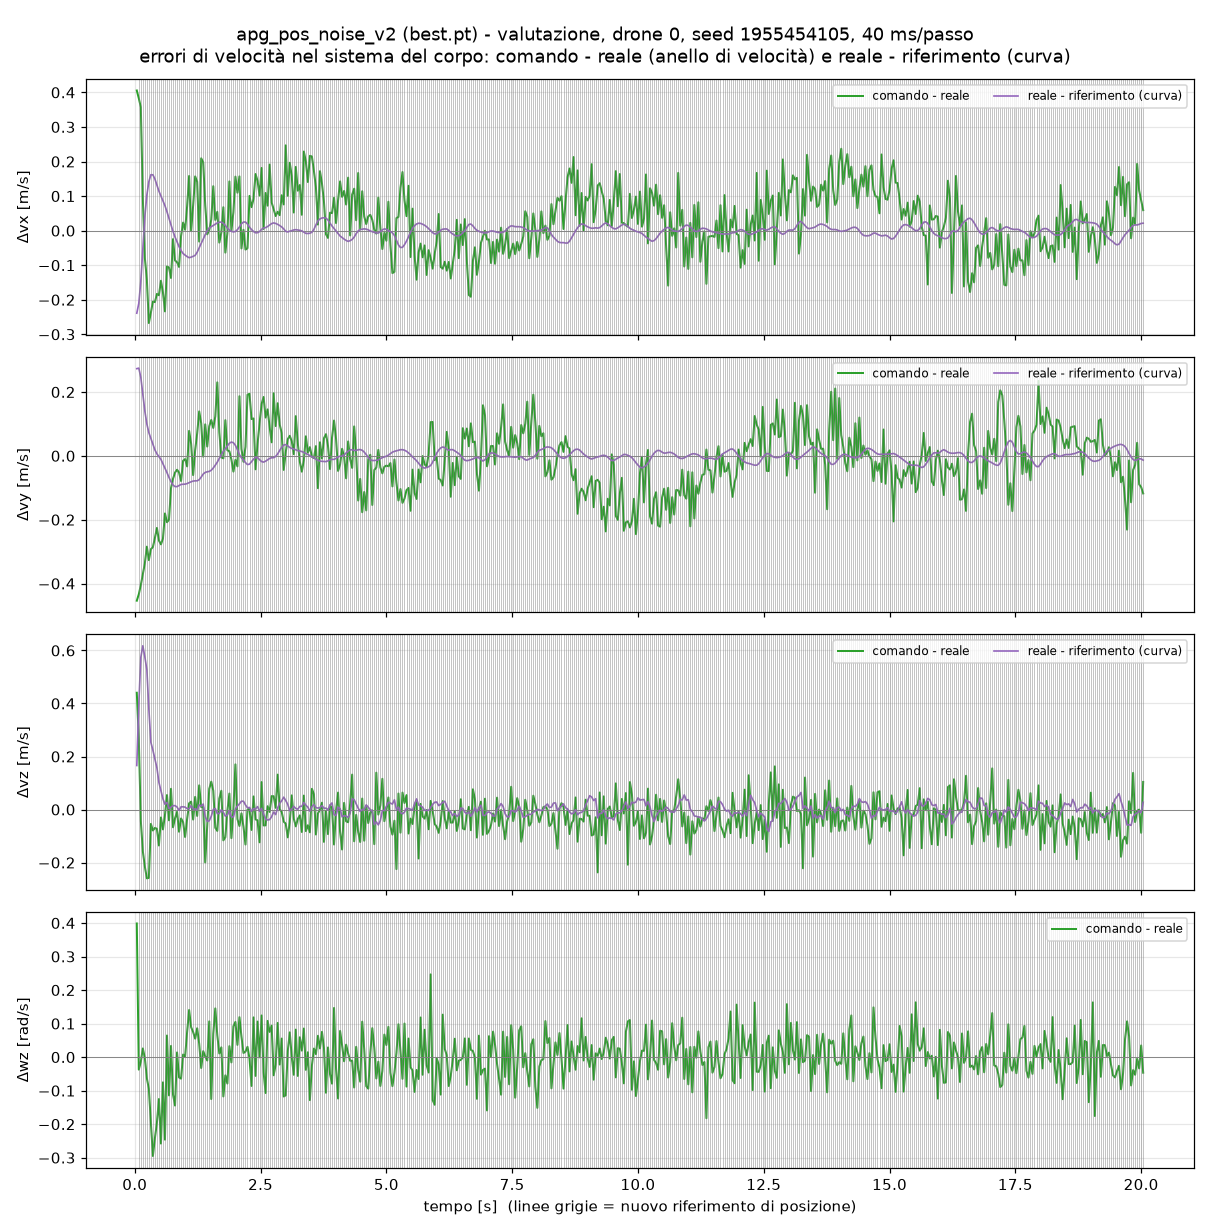 apg_pos_noise_v2 (best.pt) - valutazione, drone 0, seed 1955454105, 40 ms/passo
errori di velocità nel sistema del corpo: comando - reale (anello di velocità) e reale - riferimento (curva)
comando - reale
reale - riferimento (curva)
Δvx [m/s]
0.4
0.3
0.2
0.1
0.0
−0.1
−0.2
−0.3
comando - reale
reale - riferimento (curva)
Δvy [m/s]
0.2
0.0
−0.2
−0.4
comando - reale
reale - riferimento (curva)
Δvz [m/s]
0.6
0.4
0.2
0.0
−0.2
comando - reale
Δwz [rad/s]
0.4
0.3
0.2
0.1
0.0
−0.1
−0.2
−0.3
0.0 2.5 5.0 7.5 10.0 12.5 15.0 17.5 20.0
tempo [s]  (linee grigie = nuovo riferimento di posizione)